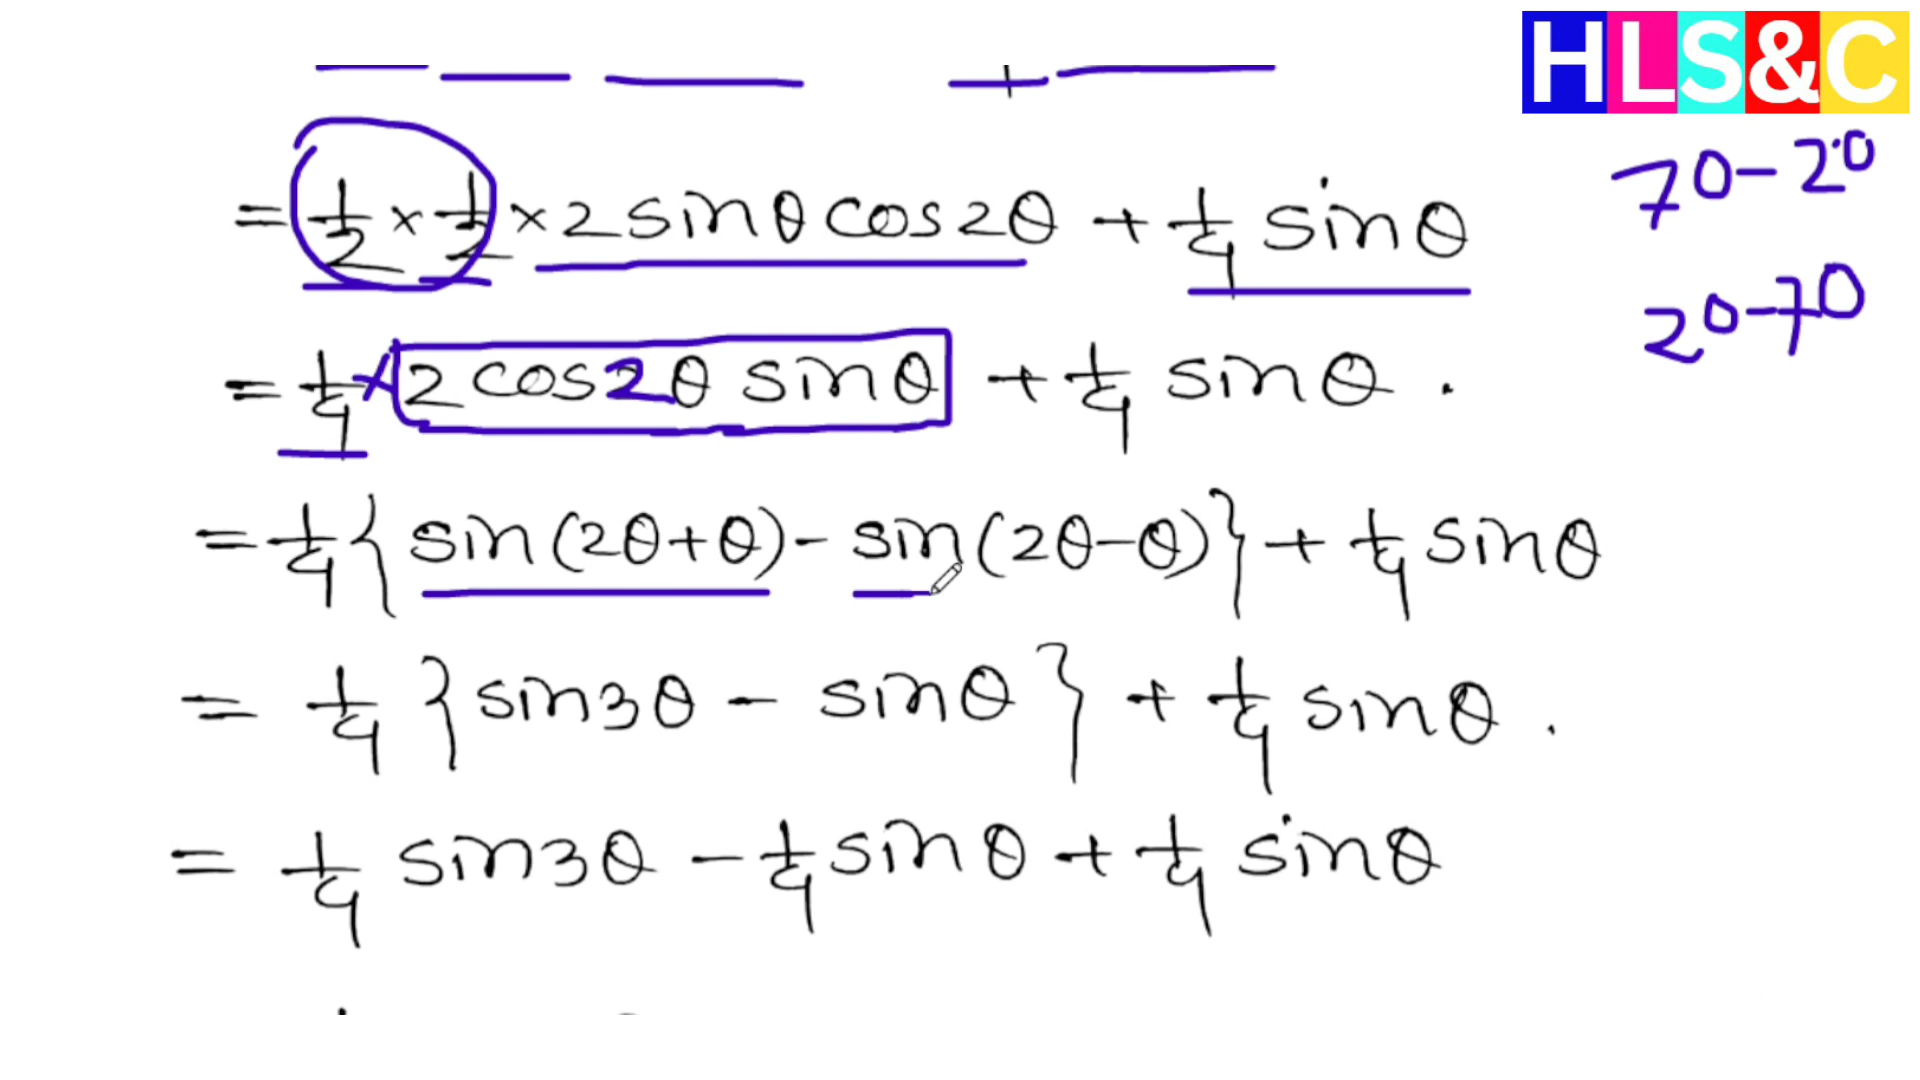 HLS&C
70-20
= 1/2 × 1/2 × 2 sinθ cos2θ + 1/4 sinθ
20-70
= 1/4 × 2 cos2θ sinθ + 1/4 sinθ .
= 1/4 { sin(2θ+θ) - sin(2θ-θ)} + 1/4 sinθ
= 1/4 } sin3θ - sinθ } + 1/4 sinθ .
= 1/4 sin3θ - 1/4 sinθ + 1/4 sinθ